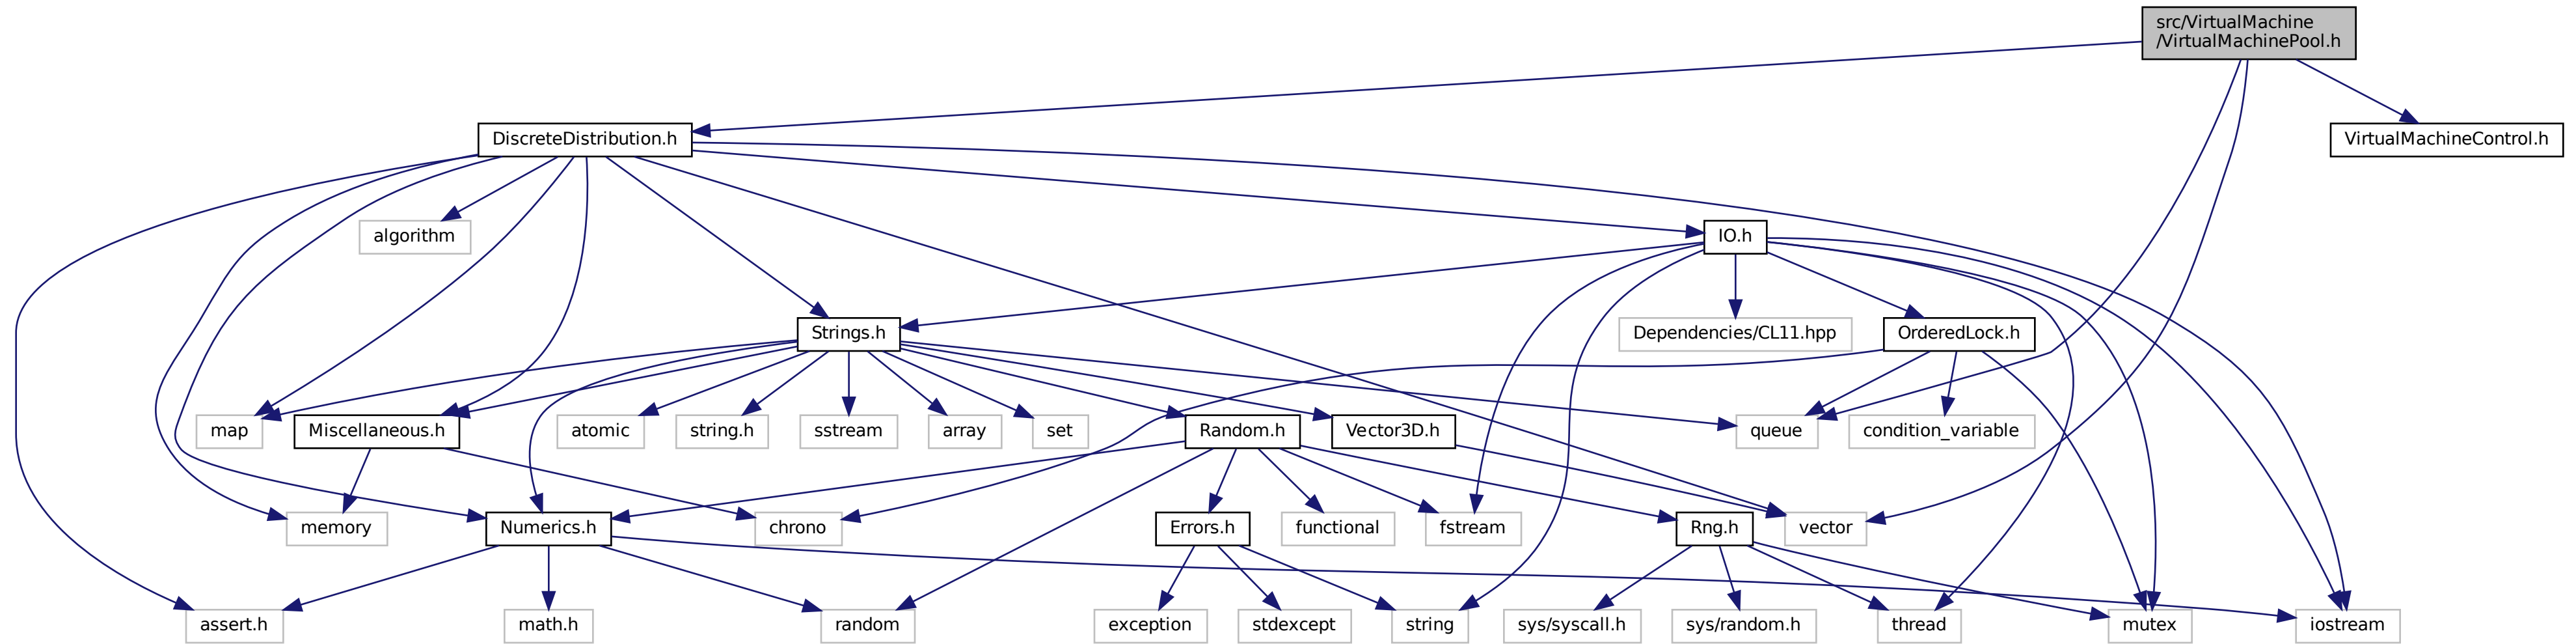 src/VirtualMachine
/VirtualMachinePool.h
DiscreteDistribution.h
VirtualMachineControl.h
algorithm
IO.h
Strings.h
Dependencies/CL11.hpp
OrderedLock.h
map
Miscellaneous.h
atomic
string.h
sstream
array
set
Random.h
Vector3D.h
queue
condition_variable
memory
Numerics.h
chrono
Errors.h
functional
fstream
Rng.h
vector
assert.h
math.h
random
exception
stdexcept
string
sys/syscall.h
sys/random.h
thread
mutex
iostream